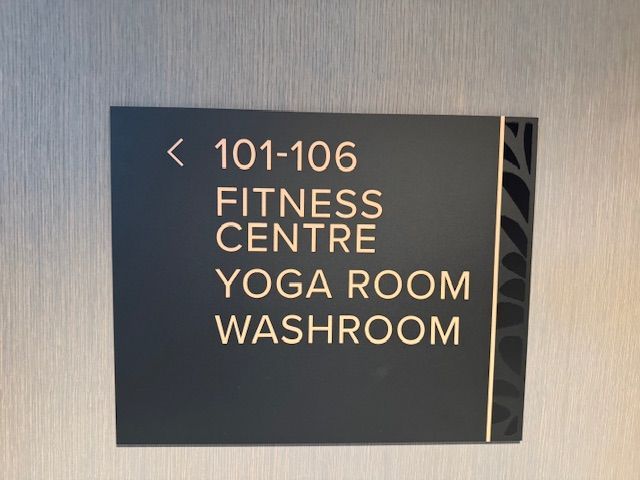 < 101-106
FITNESS
CENTRE
YOGA ROOM
WASHROOM